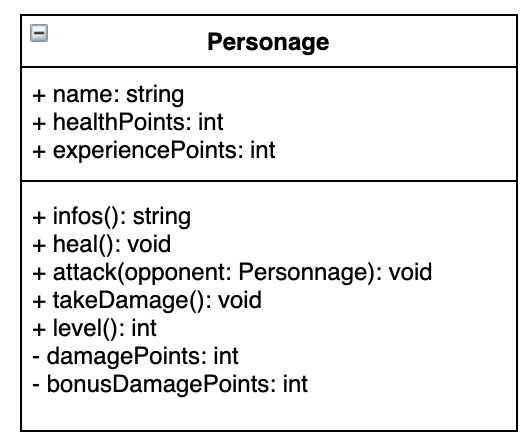 Personage
+ name: string
+ healthPoints: int
+ experiencePoints: int
+ infos(): string
+ heal(): void
+ attack(opponent: Personnage): void
+ takeDamage(): void
+ level(): int
- damagePoints: int
- bonusDamagePoints: int